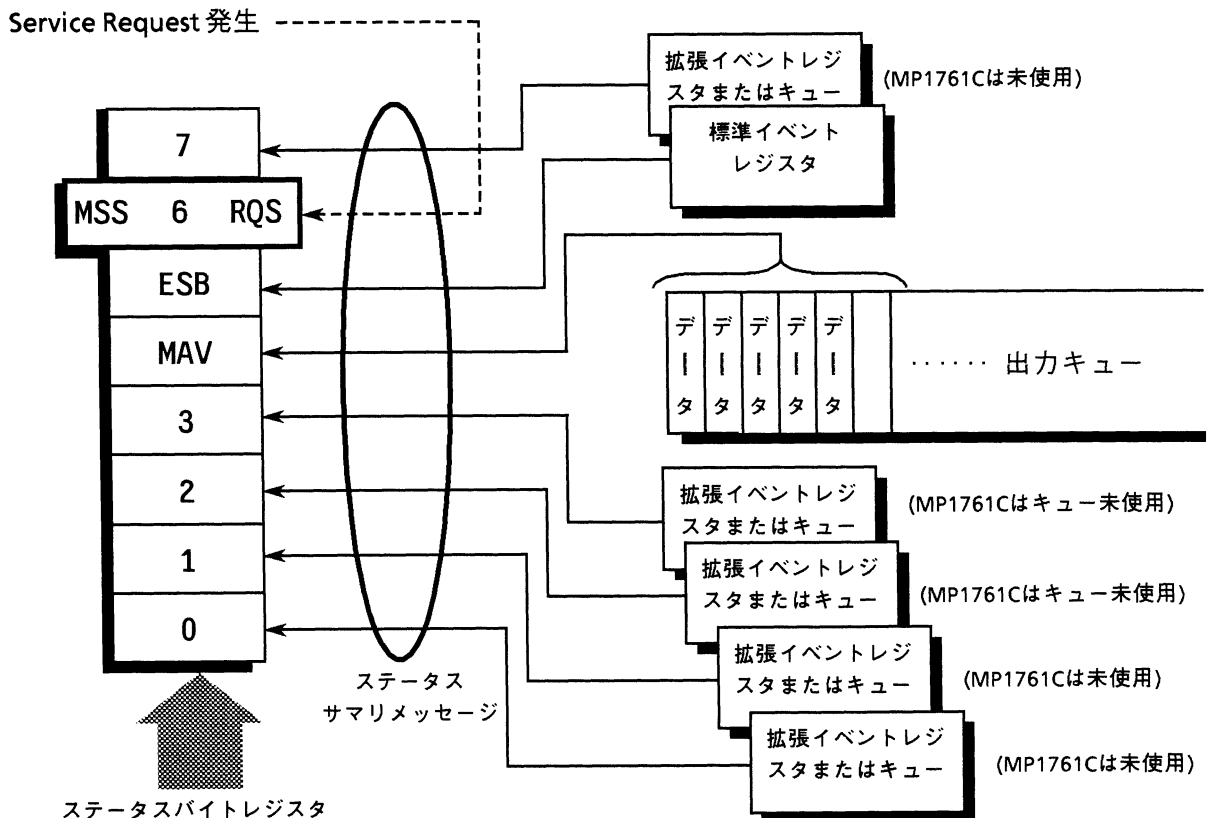 Service Request 発生
拡張イベントレジ
スタまたはキュー
(MP1761Cは未使用)
標準イベント
レジスタ
7
MSS 6 RQS
ESB
MAV
3
2
1
0
データ
データ
データ
データ
データ
...... 出力キュー
拡張イベントレジ
スタまたはキュー
(MP1761Cはキュー未使用)
拡張イベントレジ
スタまたはキュー
(MP1761Cはキュー未使用)
拡張イベントレジ
スタまたはキュー
(MP1761Cは未使用)
拡張イベントレジ
スタまたはキュー
(MP1761Cは未使用)
ステータス
サマリメッセージ
ステータスバイトレジスタ